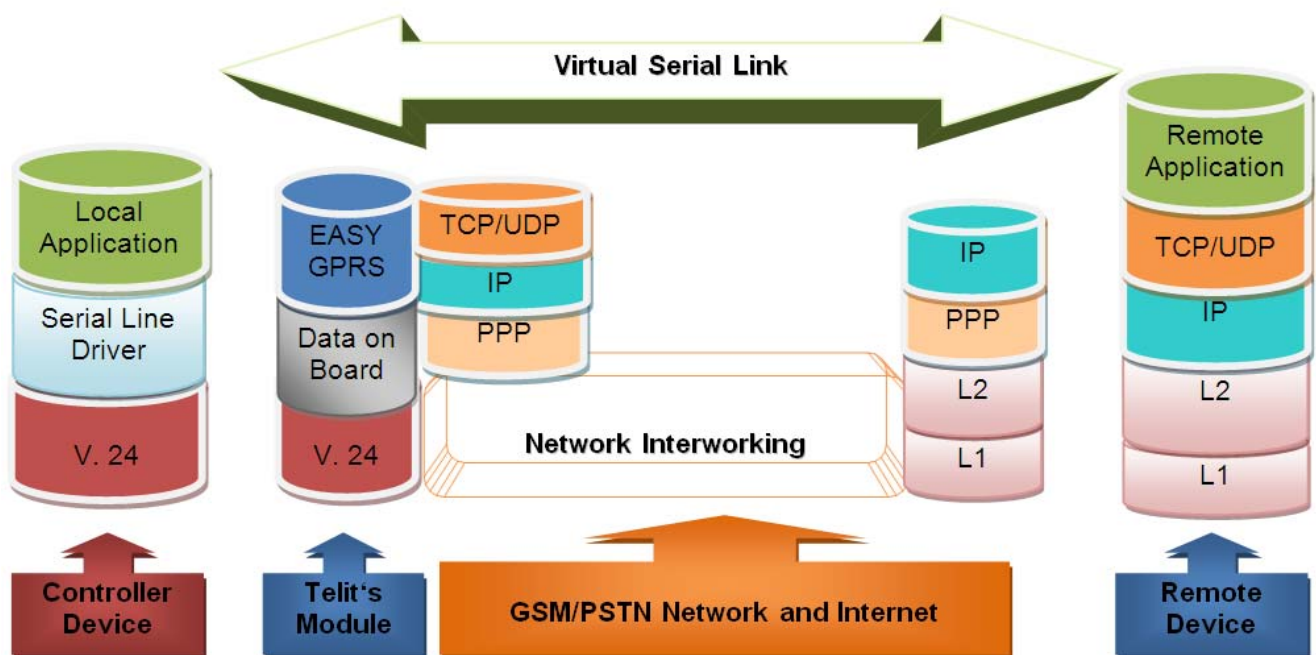 Virtual Serial Link
Local
Application
Serial Line
Driver
V. 24
EASY
GPRS
Data on
Board
V. 24
TCP/UDP
IP
PPP
Network Interworking
IP
PPP
L2
L1
Remote
Application
TCP/UDP
IP
L2
L1
Controller
Device
Telit's
Module
GSM/PSTN Network and Internet
Remote
Device